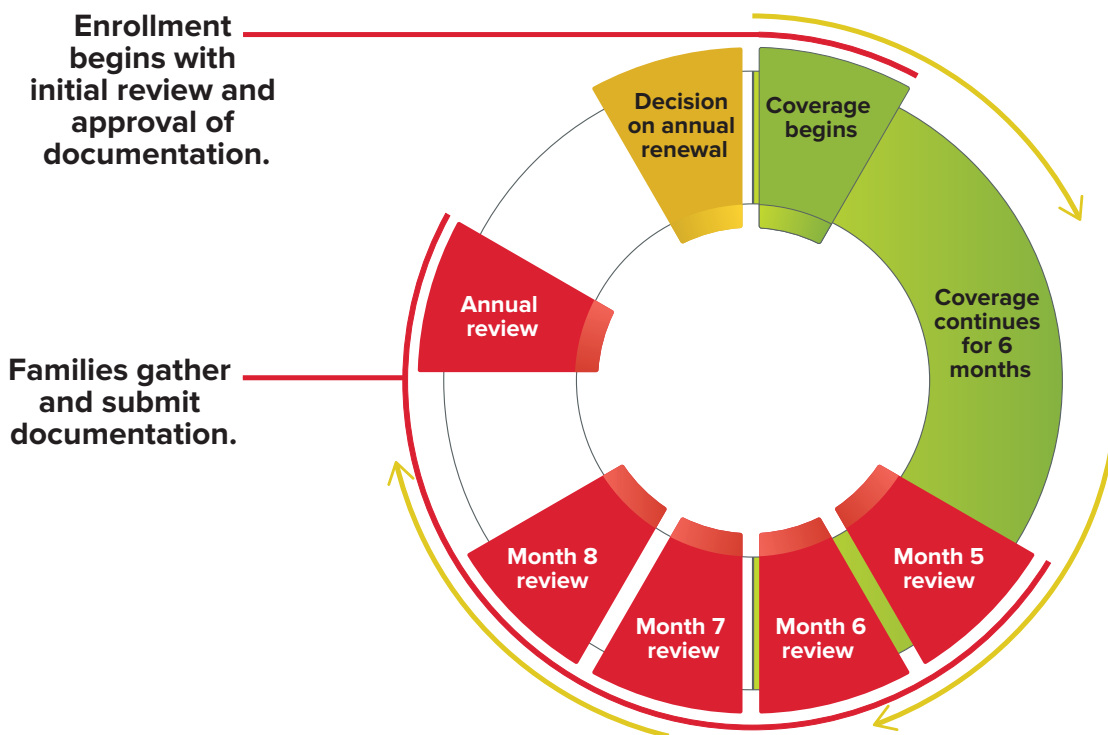 Enrollment
begins with
initial review and
approval of
documentation.
Decision
on annual
renewal
Coverage
begins
Coverage
continues
for 6
months
Annual
review
Families gather
and submit
documentation.
Month 8
review
Month 7
review
Month 6
review
Month 5
review